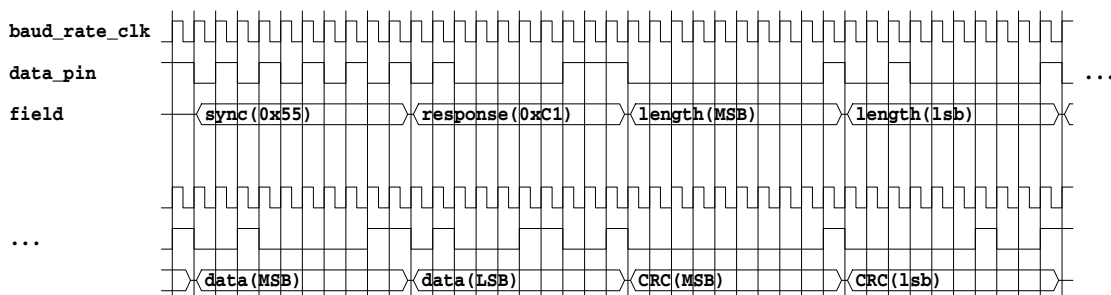 baud_rate_clk
data_pin ...
field sync(0x55) response(0xC1) length(MSB) length(lsb)
... data(MSB) data(LSB) CRC(MSB) CRC(lsb)